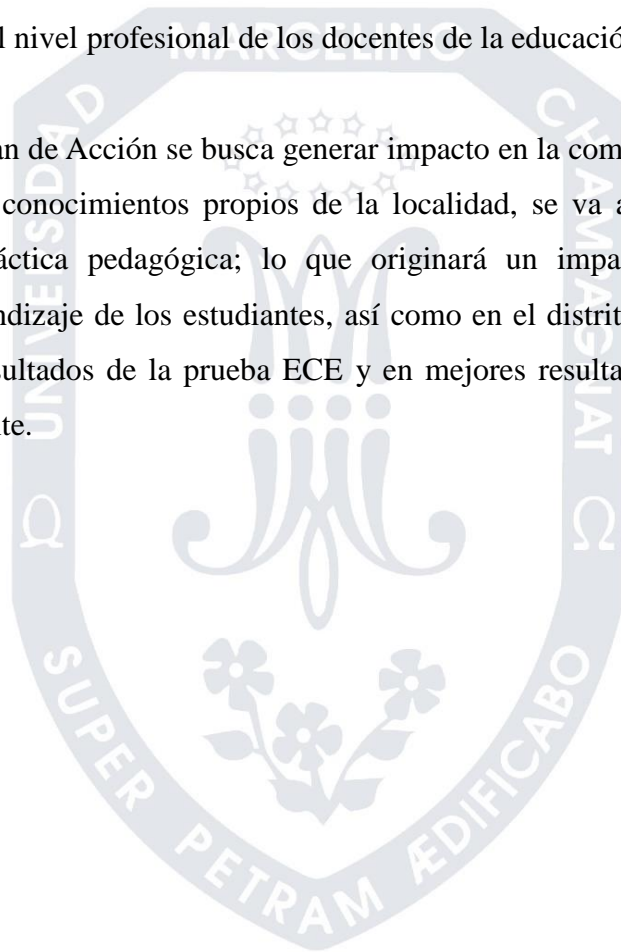 l nivel profesional de los docentes de la educació
an de Acción se busca generar impacto en la com
conocimientos propios de la localidad, se va a
áctica pedagógica; lo que originará un impa
ndizaje de los estudiantes, así como en el distrit
sultados de la prueba ECE y en mejores resulta
nte.
UNIVERSIDAD MARCELINO CHAMPAGNAT
SUPER PETRAM ÆDIFICABO